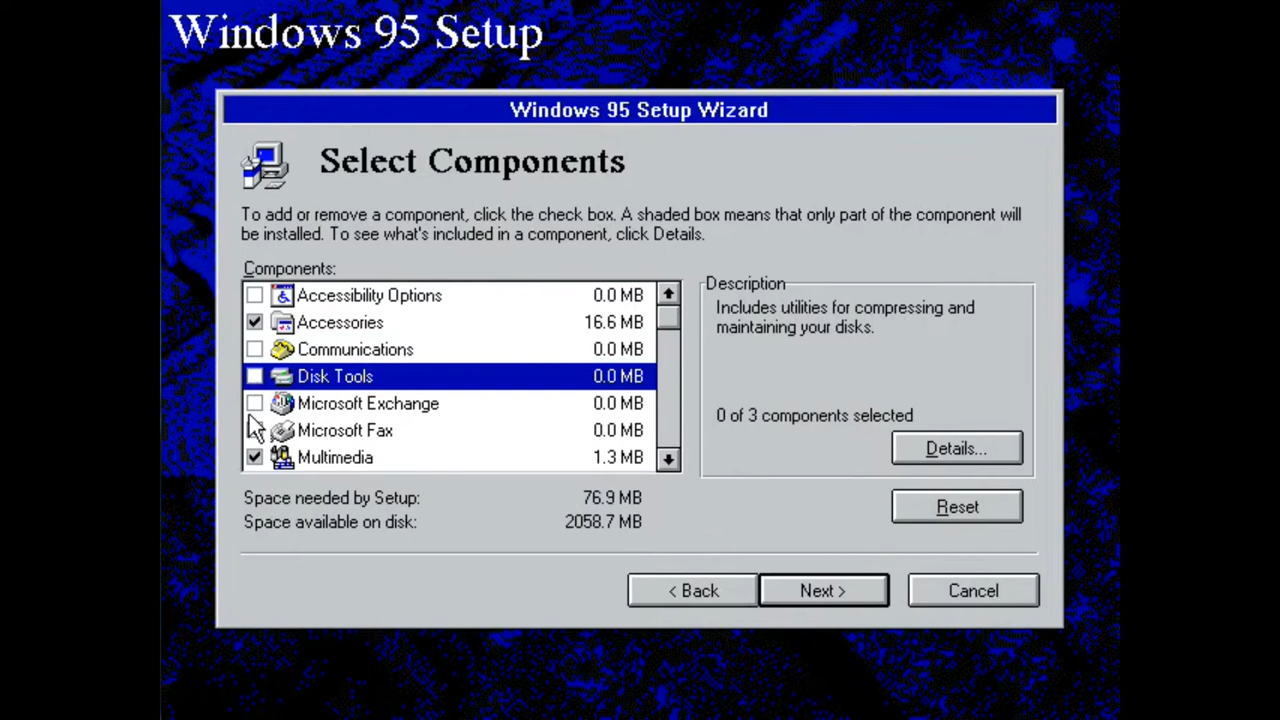 Windows 95 Setup
Windows 95 Setup Wizard
Select Components
To add or remove a component, click the check box. A shaded box means that only part of the component will
be installed. To see what's included in a component, click Details.
Components:
Accessibility Options 0.0 MB
Accessories 16.6 MB
Communications 0.0 MB
Disk Tools 0.0 MB
Microsoft Exchange 0.0 MB
Microsoft Fax 0.0 MB
Multimedia 1.3 MB
Description
Includes utilities for compressing and
maintaining your disks.
0 of 3 components selected
Details...
Space needed by Setup: 76.9 MB
Space available on disk: 2058.7 MB
Reset
< Back
Next >
Cancel